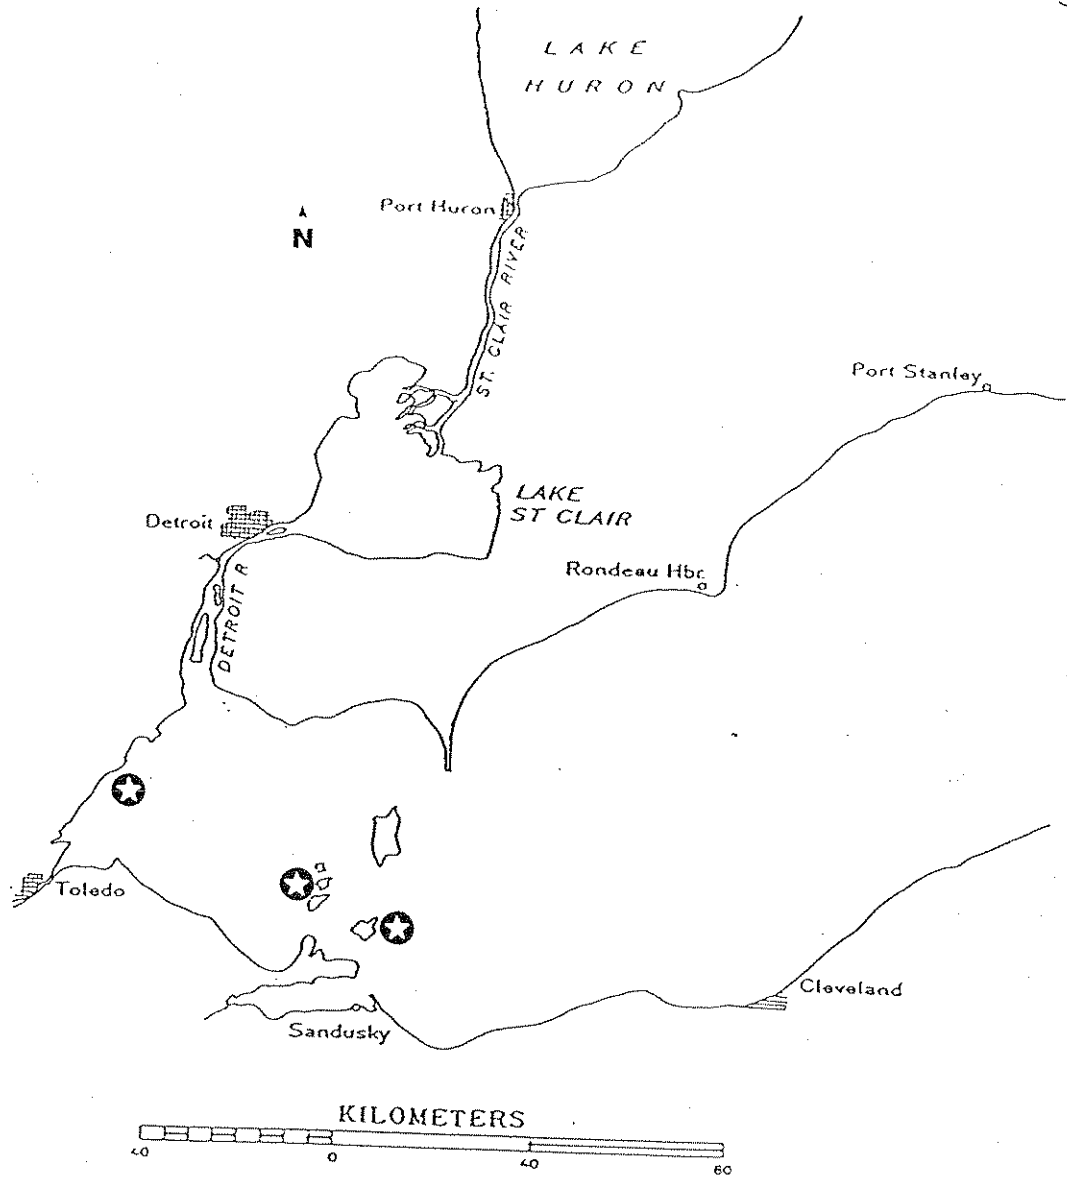 LAKE
HURON
Port Huron
N
ST. CLAIR RIVER
Port Stanley
LAKE
ST CLAIR
Detroit
Rondeau Hbr.
DETROIT R
Toledo
Cleveland
Sandusky
KILOMETERS
40 0 40 80